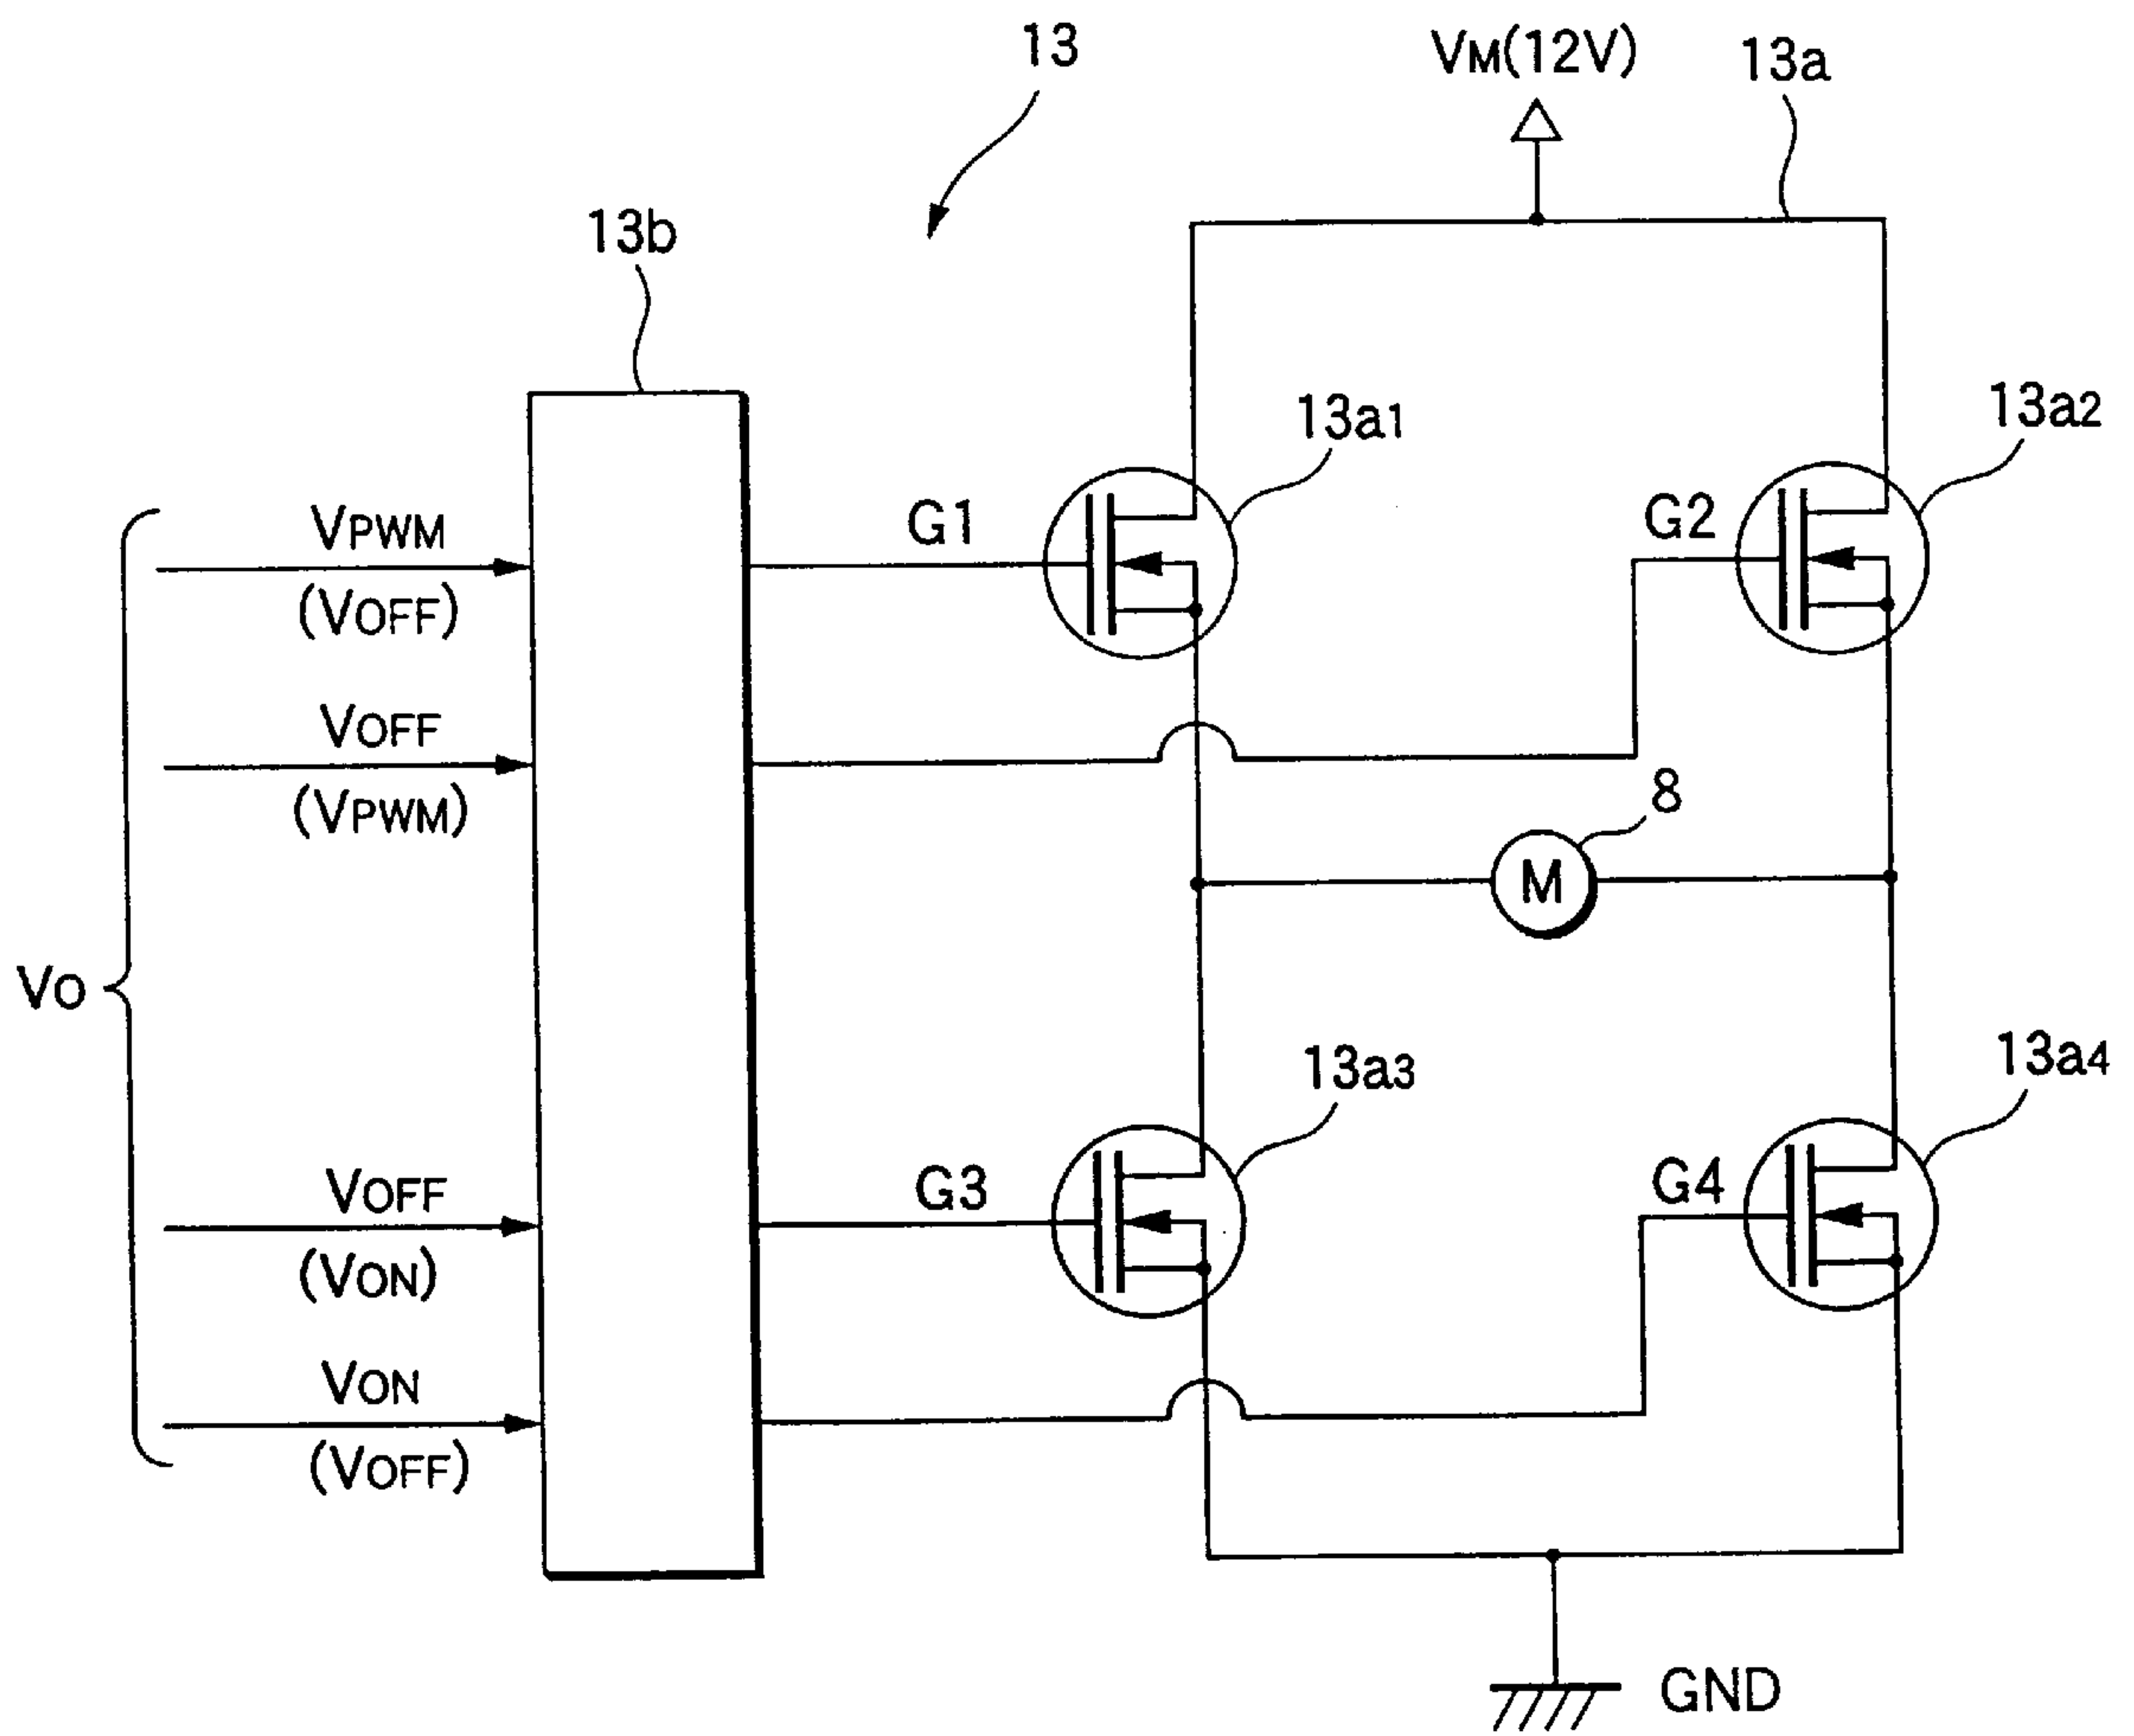 13
VM(12V)
13a
13b
13a1
13a2
G1
G2
VPWM
(VOFF)
VOFF
(VPWM)
8
M
VO
13a3
13a4
G3
G4
VOFF
(VON)
VON
(VOFF)
GND